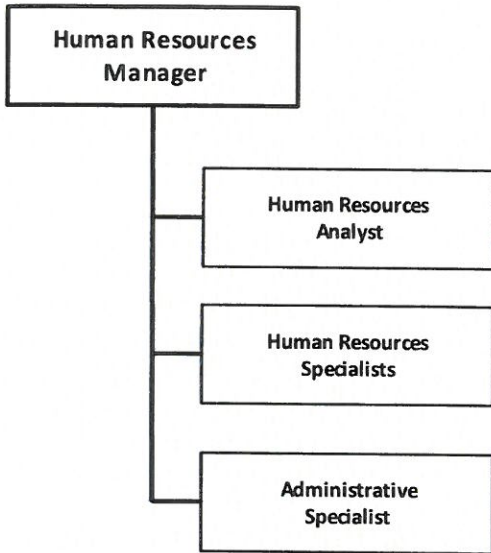 Human Resources
Manager
Human Resources
Analyst
Human Resources
Specialists
Administrative
Specialist